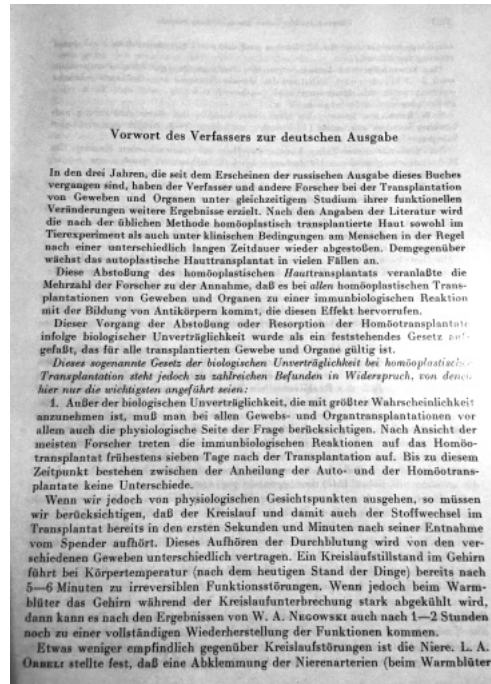 Vorwort des Verfassers zur deutschen Ausgabe
In den drei Jahren, die seit dem Erscheinen der russischen Ausgabe dieses Buches
vergangen sind, haben der Verfasser und andere Forscher bei der Transplantation
von Geweben und Organen unter gleichzeitigem Studium ihrer funktionellen
Veränderungen weitere Ergebnisse erzielt. Nach den Angaben der Literatur wird
die nach der üblichen Methode homöoplastisch transplantierte Haut sowohl im
Tierexperiment als auch unter klinischen Bedingungen am Menschen in der Regel
nach einer unterschiedlich langen Zeitdauer wieder abgestoßen. Demgegenüber
wächst das autoplastische Hauttransplantat in vielen Fällen an.
Diese Abstoßung des homöoplastischen Hauttransplantats veranlaßte die
Mehrzahl der Forscher zu der Annahme, daß es bei allen homöoplastischen Trans-
plantationen von Geweben und Organen zu einer immunbiologischen Reaktion
mit der Bildung von Antikörpern kommt, die diesen Effekt hervorrufen.
Dieser Vorgang der Abstoßung oder Resorption der Homöotransplantate
infolge biologischer Unverträglichkeit wurde als ein feststehendes Gesetz auf-
gefaßt, das für alle transplantierten Gewebe und Organe gültig ist.
Dieses sogenannte Gesetz der biologischen Unverträglichkeit bei homöoplastischer
Transplantation steht jedoch zu zahlreichen Befunden in Widerspruch, von denen
hier nur die wichtigsten angeführt seien:
1. Außer der biologischen Unverträglichkeit, die mit größter Wahrscheinlichkeit
anzunehmen ist, muß man bei allen Gewebs- und Organtransplantationen vor
allem auch die physiologische Seite der Frage berücksichtigen. Nach Ansicht der
meisten Forscher treten die immunbiologischen Reaktionen auf das Homöo-
transplantat frühestens sieben Tage nach der Transplantation auf. Bis zu diesem
Zeitpunkt bestehen zwischen der Anheilung der Auto- und der Homöotrans-
plantate keine Unterschiede.
Wenn wir jedoch von physiologischen Gesichtspunkten ausgehen, so müssen
wir berücksichtigen, daß der Kreislauf und damit auch der Stoffwechsel im
Transplantat bereits in den ersten Sekunden und Minuten nach seiner Entnahme
vom Spender aufhört. Dieses Aufhören der Durchblutung wird von den ver-
schiedenen Geweben unterschiedlich vertragen. Ein Kreislaufstillstand im Gehirn
führt bei Körpertemperatur (nach dem heutigen Stand der Dinge) bereits nach
5—6 Minuten zu irreversiblen Funktionsstörungen. Wenn jedoch beim Warm-
blüter das Gehirn während der Kreislaufunterbrechung stark abgekühlt wird,
dann kann es nach den Ergebnissen von W. A. NEGOWSKI auch nach 1—2 Stunden
noch zu einer vollständigen Wiederherstellung der Funktionen kommen.
Etwas weniger empfindlich gegenüber Kreislaufstörungen ist die Niere. L. A.
ORBELI stellte fest, daß eine Abklemmung der Nierenarterien (beim Warmblüter